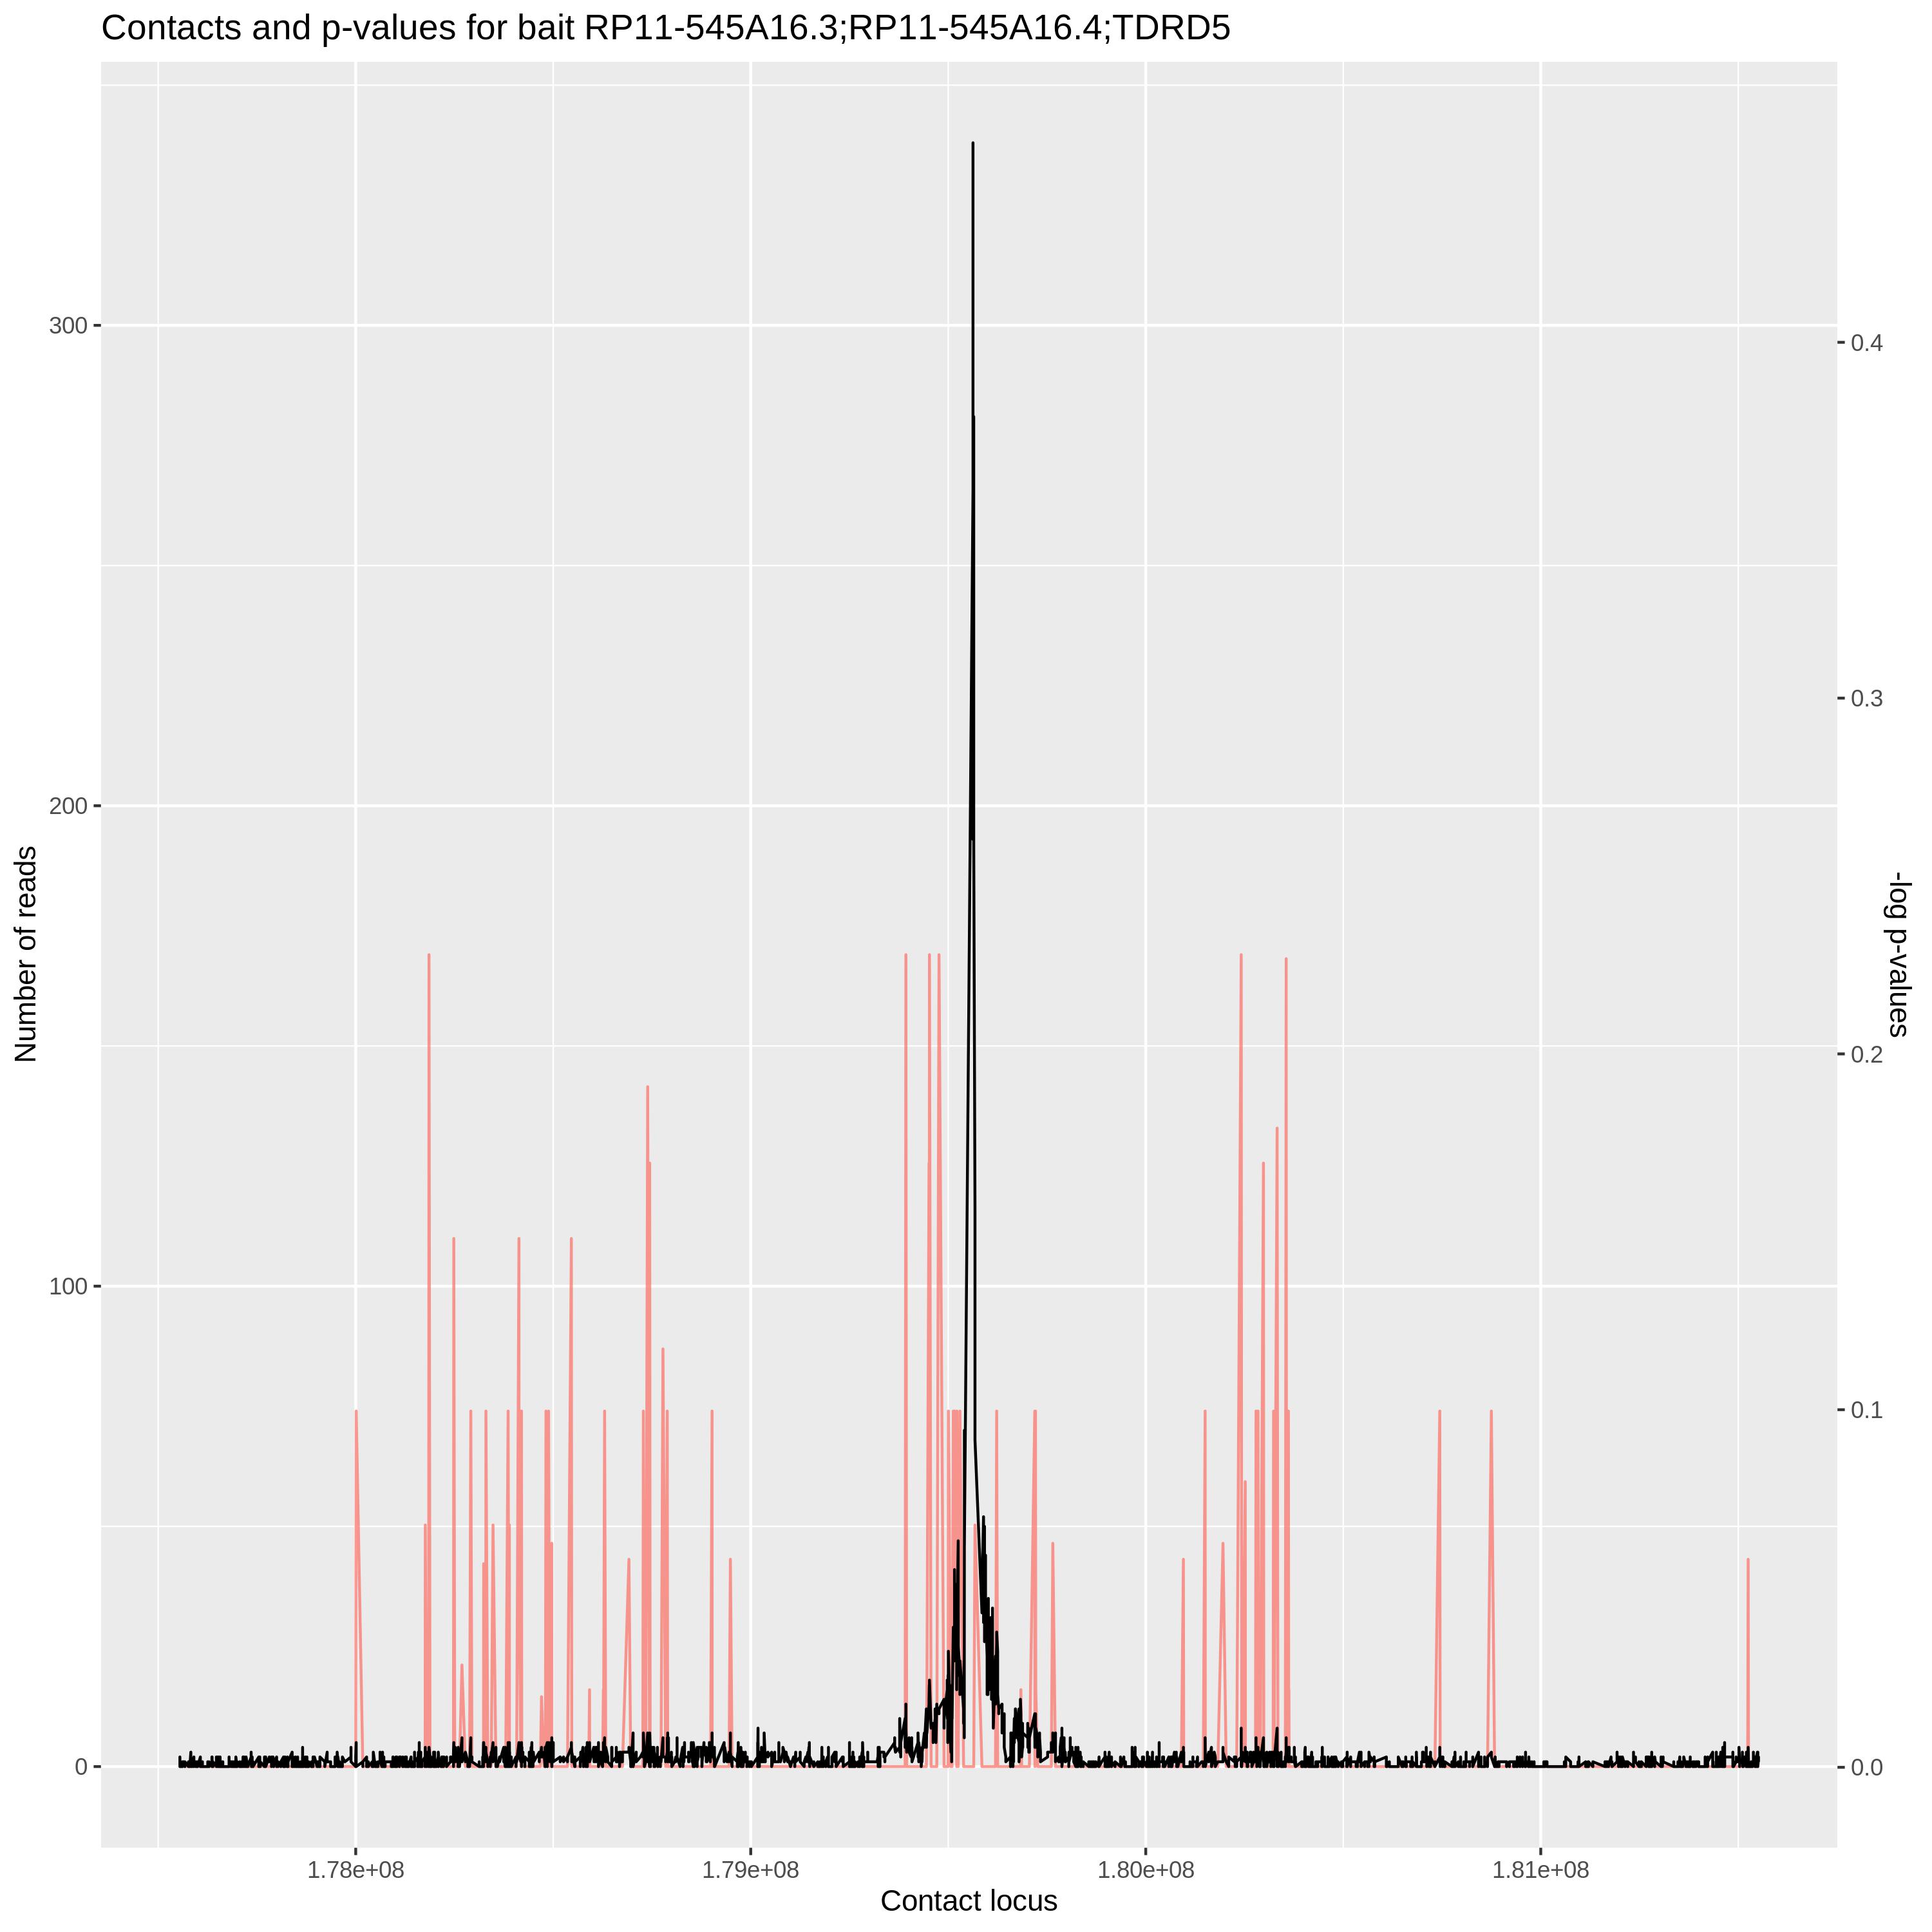 Contacts and p-values for bait RP11-545A16.3;RP11-545A16.4;TDRD5
Number of reads
300
200
100
0
-log p-values
0.4
0.3
0.2
0.1
0.0
1.78e+08
1.79e+08
1.80e+08
1.81e+08
Contact locus